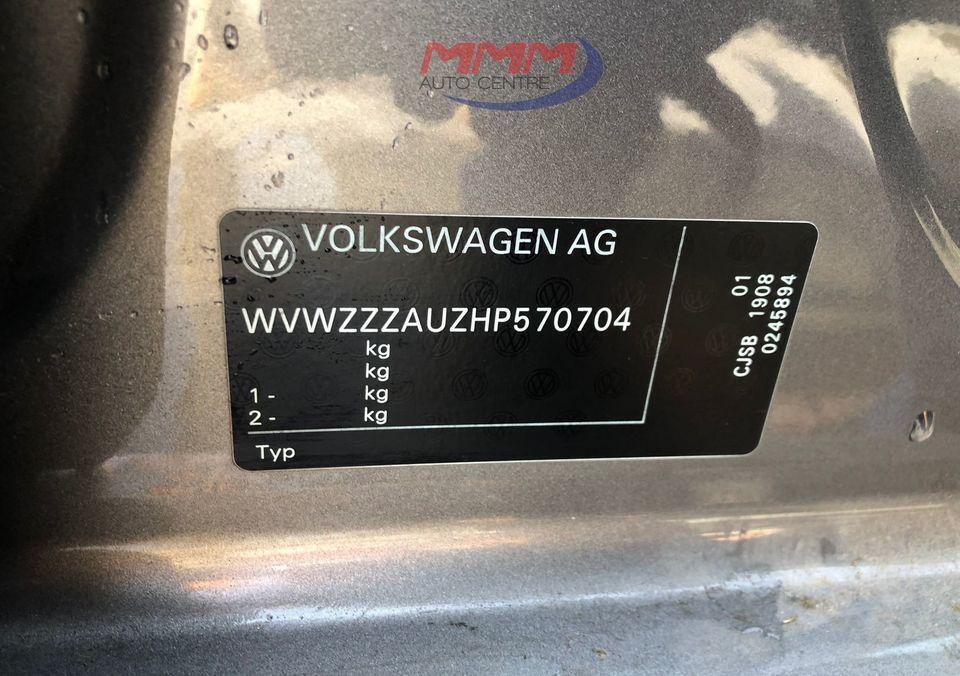 MMM
AUTO CENTRE
VOLKSWAGEN AG
WVWZZZAUZHP570704
kg
kg
1 - kg
2 - kg
Typ
01
CJSB 1908
0245894